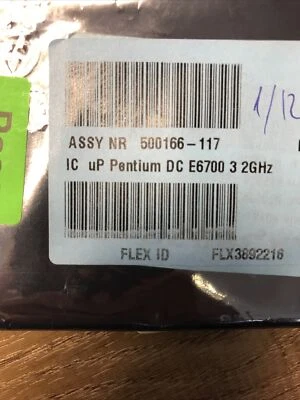 1/12
ASSY NR 500166-117
IC uP Pentium DC E6700 3 2GHz
FLEX ID FLX3892216